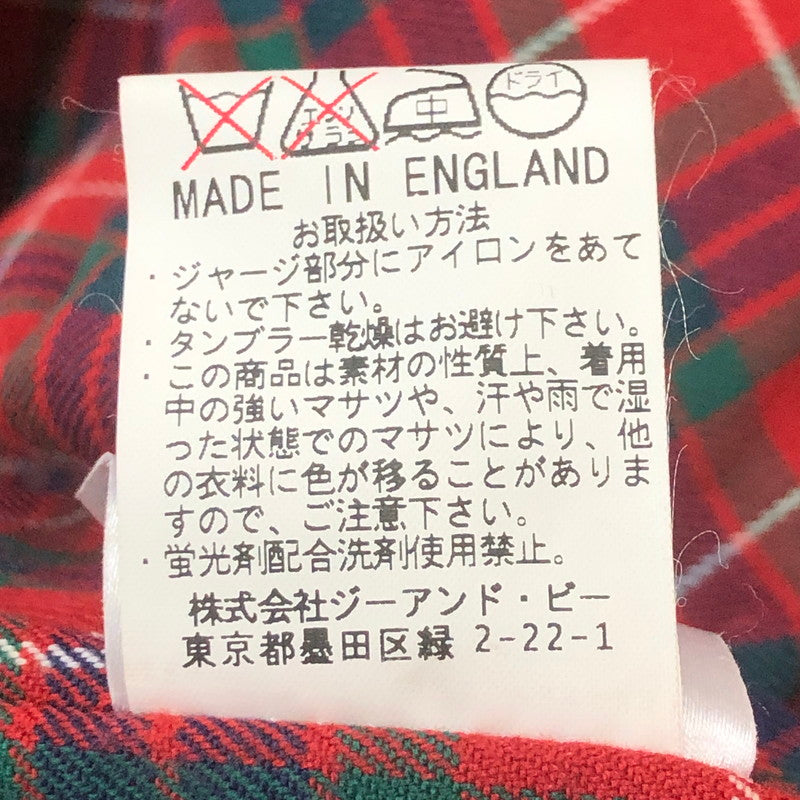 エンソ
サラシ
中
ドライ
MADE IN ENGLAND
お取扱い方法
・ジャージ部分にアイロンをあて
ないで下さい。
・タンブラー乾燥はお避け下さい。
・この商品は素材の性質上、着用
中の強いマサツや、汗や雨で湿
った状態でのマサツにより、他
の衣料に色が移ることがありま
すので、ご注意下さい。
・蛍光剤配合洗剤使用禁止。
株式会社ジーアンド・ビー
東京都墨田区緑 2-22-1